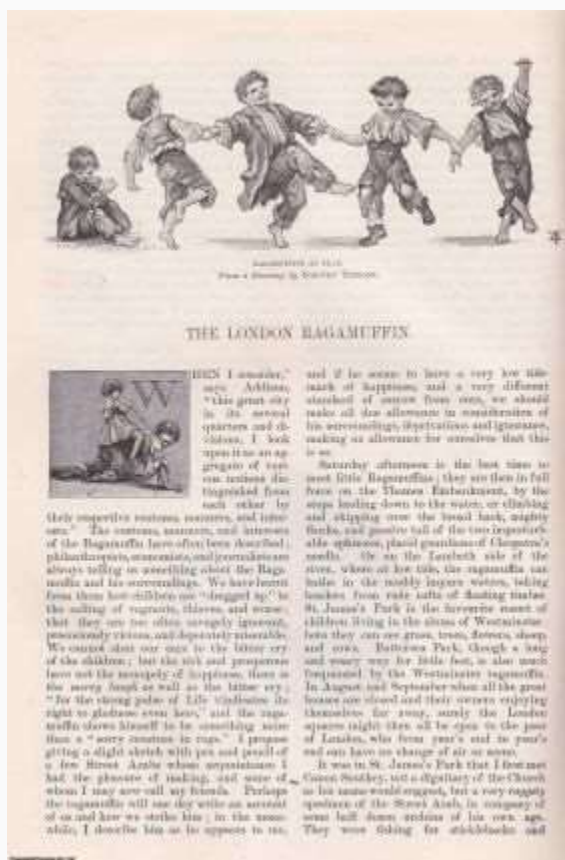 RAGAMUFFINS AT PLAY.
From a Drawing by DOROTHY TENNANT.
THE LONDON RAGAMUFFIN.
W
HEN I consider,"
says Addison,
"this great city
in its several
quarters and di-
visions, I look
upon it as an ag-
gregate of vari-
ous nations dis-
tinguished from
each other by
their respective customs, manners, and inter-
ests." The customs, manners, and interests
of the Ragamuffin have often been described;
philanthropists, economists, and journalists are
always telling us something about the Raga-
muffin and his surroundings. We have learnt
from them how children are "dragged up" to
the calling of vagrants, thieves, and worse,
that they are too often savagely ignorant,
precociously vicious, and desperately miserable.
We cannot shut our ears to the bitter cry
of the children; but the rich and prosperous
have not the monopoly of happiness, there is
the merry laugh as well as the bitter cry;
"for the strong pulse of Life vindicates its
right to gladness even here," and the raga-
muffin shows himself to be something more
than a "sorry creature in rags." I propose
giving a slight sketch with pen and pencil of
a few Street Arabs whose acquaintance I
had the pleasure of making, and some of
whom I may now call my friends. Perhaps
the ragamuffin will one day write an account
of us and how we strike him; in the mean-
while, I describe him as he appears to me,
and if he seems to have a very low tide-
mark of happiness, and a very different
standard of morals from ours, we should
make all due allowance in consideration of
his surroundings, deprivations and ignorance,
making no allowance for ourselves that this
is so.
Saturday afternoon is the best time to
meet little Ragamuffins; they are then in full
force on the Thames Embankment, by the
steps leading down to the water, or climbing
and skipping over the broad back, mighty
flanks, and passive tail of the two imperturb-
able sphinxes, placid guardians of Cleopatra's
needle. Or on the Lambeth side of the
river, where at low tide, the ragamuffin can
bathe in the muddy impure waters, taking
headers from rude rafts of floating timber.
St. James's Park is the favourite resort of
children living in the slums of Westminster
here they can see grass, trees, flowers, sheep,
and cows. Battersea Park, though a long
and weary way for little feet, is also much
frequented by the Westminster ragamuffin.
In August and September when all the great
houses are closed and their owners enjoying
themselves far away, surely the London
squares might then all be open to the poor
of London, who from year's end to year's
end can have no change of air or scene.
It was in St. James's Park that I first met
Canon Southey, not a dignitary of the Church
as his name would suggest, but a very raggety
specimen of the Street Arab, in company of
some half dozen urchins of his own age.
They were fishing for sticklebacks and